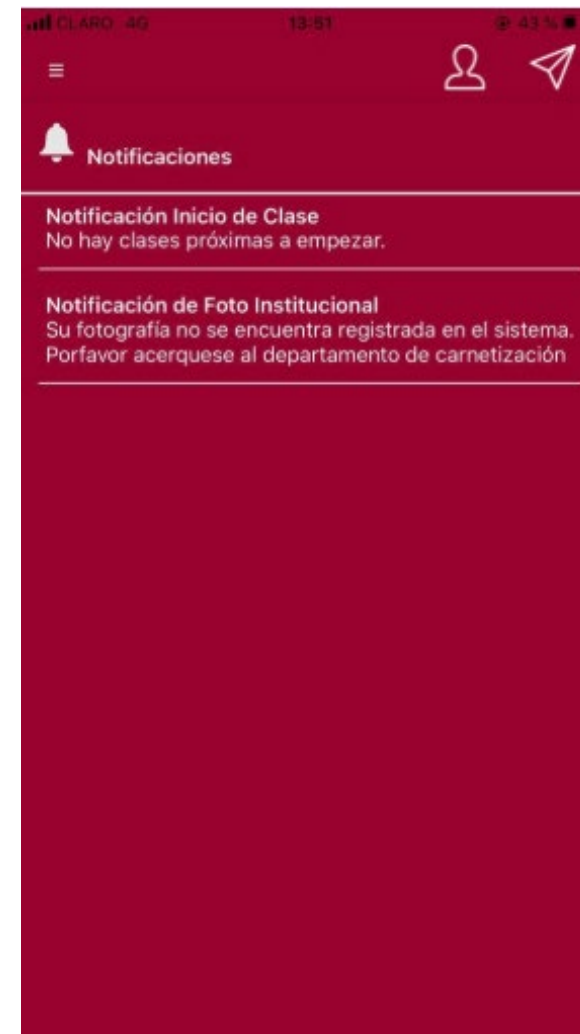 CLARO 4G 13:51 43 %
Notificaciones
Notificación Inicio de Clase
No hay clases próximas a empezar.
Notificación de Foto Institucional
Su fotografía no se encuentra registrada en el sistema.
Porfavor acerquese al departamento de carnetización